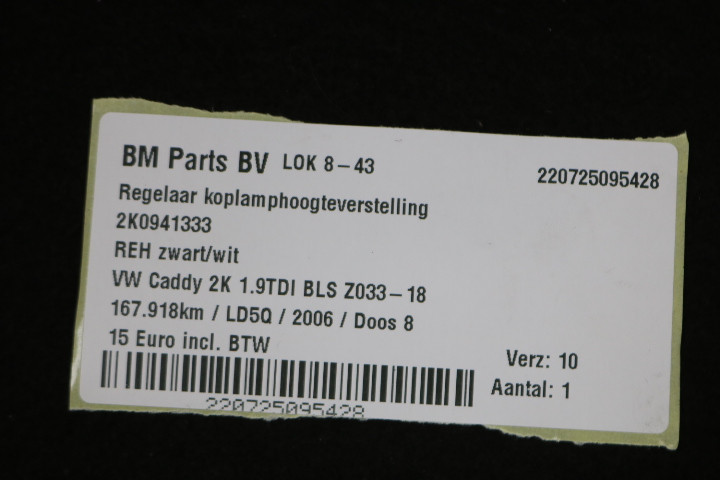 BM Parts BV LOK 8-43
220725095428
Regelaar koplamphoogteverstelling
2K0941333
REH zwart/wit
VW Caddy 2K 1.9TDI BLS Z033-18
167.918km / LD5Q / 2006 / Doos 8
15 Euro incl. BTW
Verz: 10
Aantal: 1
220725095428